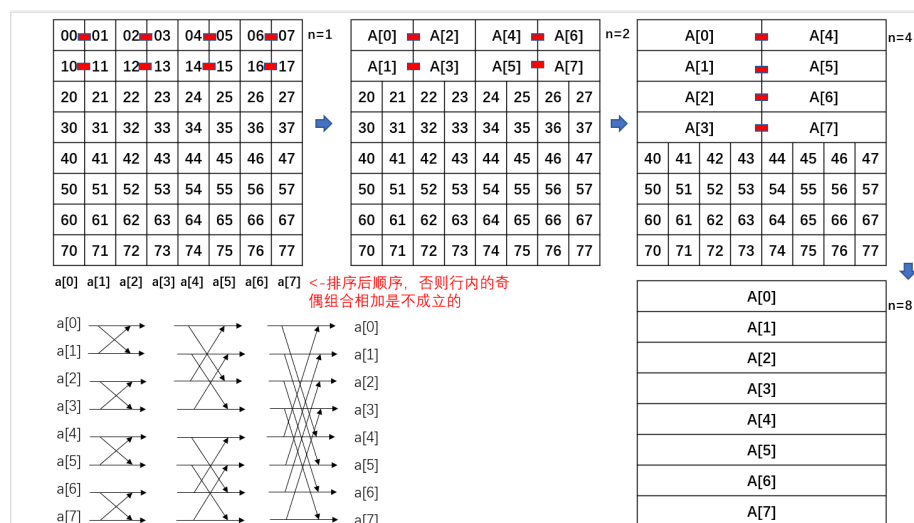 00 01 02 03 04 05 06 07 n=1
10 11 12 13 14 15 16 17
20 21 22 23 24 25 26 27
30 31 32 33 34 35 36 37
40 41 42 43 44 45 46 47
50 51 52 53 54 55 56 57
60 61 62 63 64 65 66 67
70 71 72 73 74 75 76 77
A[0] A[2] A[4] A[6] n=2
A[1] A[3] A[5] A[7]
20 21 22 23 24 25 26 27
30 31 32 33 34 35 36 37
40 41 42 43 44 45 46 47
50 51 52 53 54 55 56 57
60 61 62 63 64 65 66 67
70 71 72 73 74 75 76 77
A[0] A[4] n=4
A[1] A[5]
A[2] A[6]
A[3] A[7]
40 41 42 43 44 45 46 47
50 51 52 53 54 55 56 57
60 61 62 63 64 65 66 67
70 71 72 73 74 75 76 77
a[0] a[1] a[2] a[3] a[4] a[5] a[6] a[7]
<-排序后顺序，否则行内的奇
偶组合相加是不成立的
a[0] a[0]
a[1] a[1]
a[2] a[2]
a[3] a[3]
a[4] a[4]
a[5] a[5]
a[6] a[6]
a[7] a[7]
A[0] n=8
A[1]
A[2]
A[3]
A[4]
A[5]
A[6]
A[7]